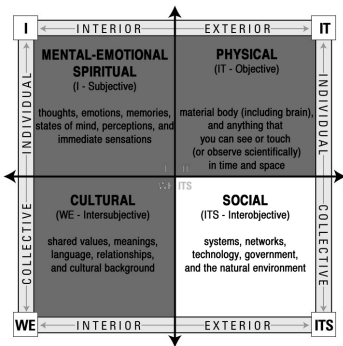 I
INTERIOR
EXTERIOR
IT
MENTAL-EMOTIONAL
SPIRITUAL
(I - Subjective)
thoughts, emotions, memories,
states of mind, perceptions, and
immediate sensations
PHYSICAL
(IT - Objective)
material body (including brain),
and anything that
you can see or touch
(or observe scientifically)
in time and space
INDIVIDUAL
INDIVIDUAL
I IT
WE ITS
CULTURAL
(WE - Intersubjective)
shared values, meanings,
language, relationships,
and cultural background
SOCIAL
(ITS - Interobjective)
systems, networks,
technology, government,
and the natural environment
COLLECTIVE
COLLECTIVE
WE
INTERIOR
EXTERIOR
ITS